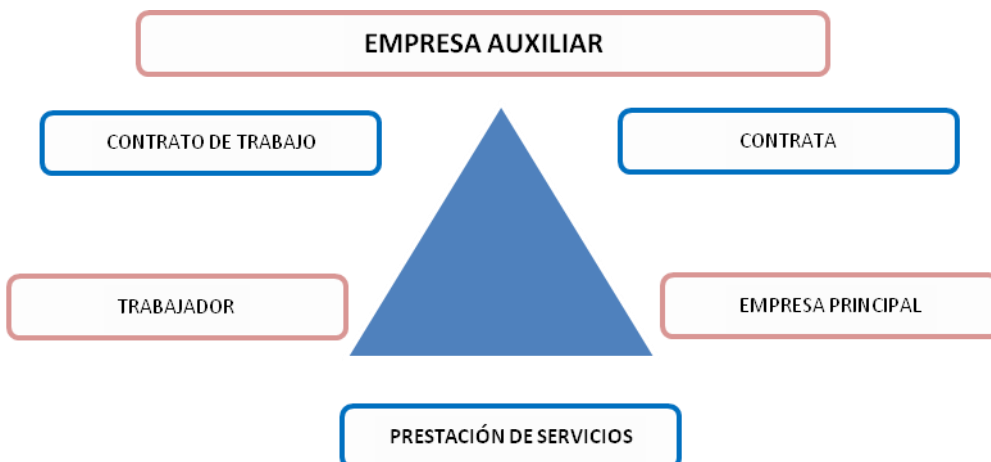 EMPRESA AUXILIAR
CONTRATO DE TRABAJO
CONTRATA
TRABAJADOR
EMPRESA PRINCIPAL
PRESTACIÓN DE SERVICIOS